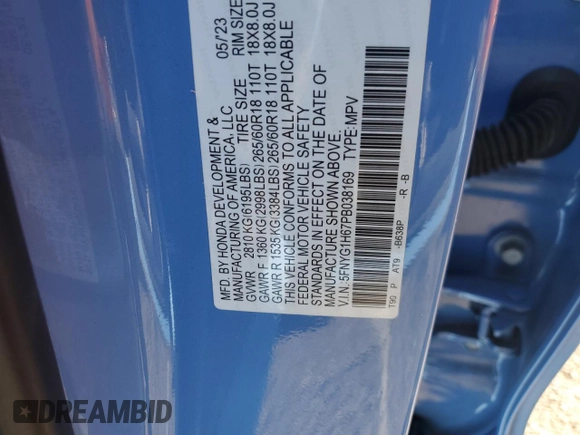 MFD. BY HONDA DEVELOPMENT & 05/'23
MANUFACTURING OF AMERICA, LLC
GVWR 2810 KG(6196LBS) TIRE SIZE RIM SIZE
GAWR F 1360 KG(2998LBS) 265/60R18 110T 18X8.0J
GAWR R 1535 KG(3384LBS) 265/60R18 110T 18X8.0J
THIS VEHICLE CONFORMS TO ALL APPLICABLE
FEDERAL MOTOR VEHICLE SAFETY
STANDARDS IN EFFECT ON THE DATE OF
MANUFACTURE SHOWN ABOVE.
V.I.N. 5FNYG1H67PB038169 TYPE:MPV
T90 P AT9 -B638P -R -B
DREAMBID